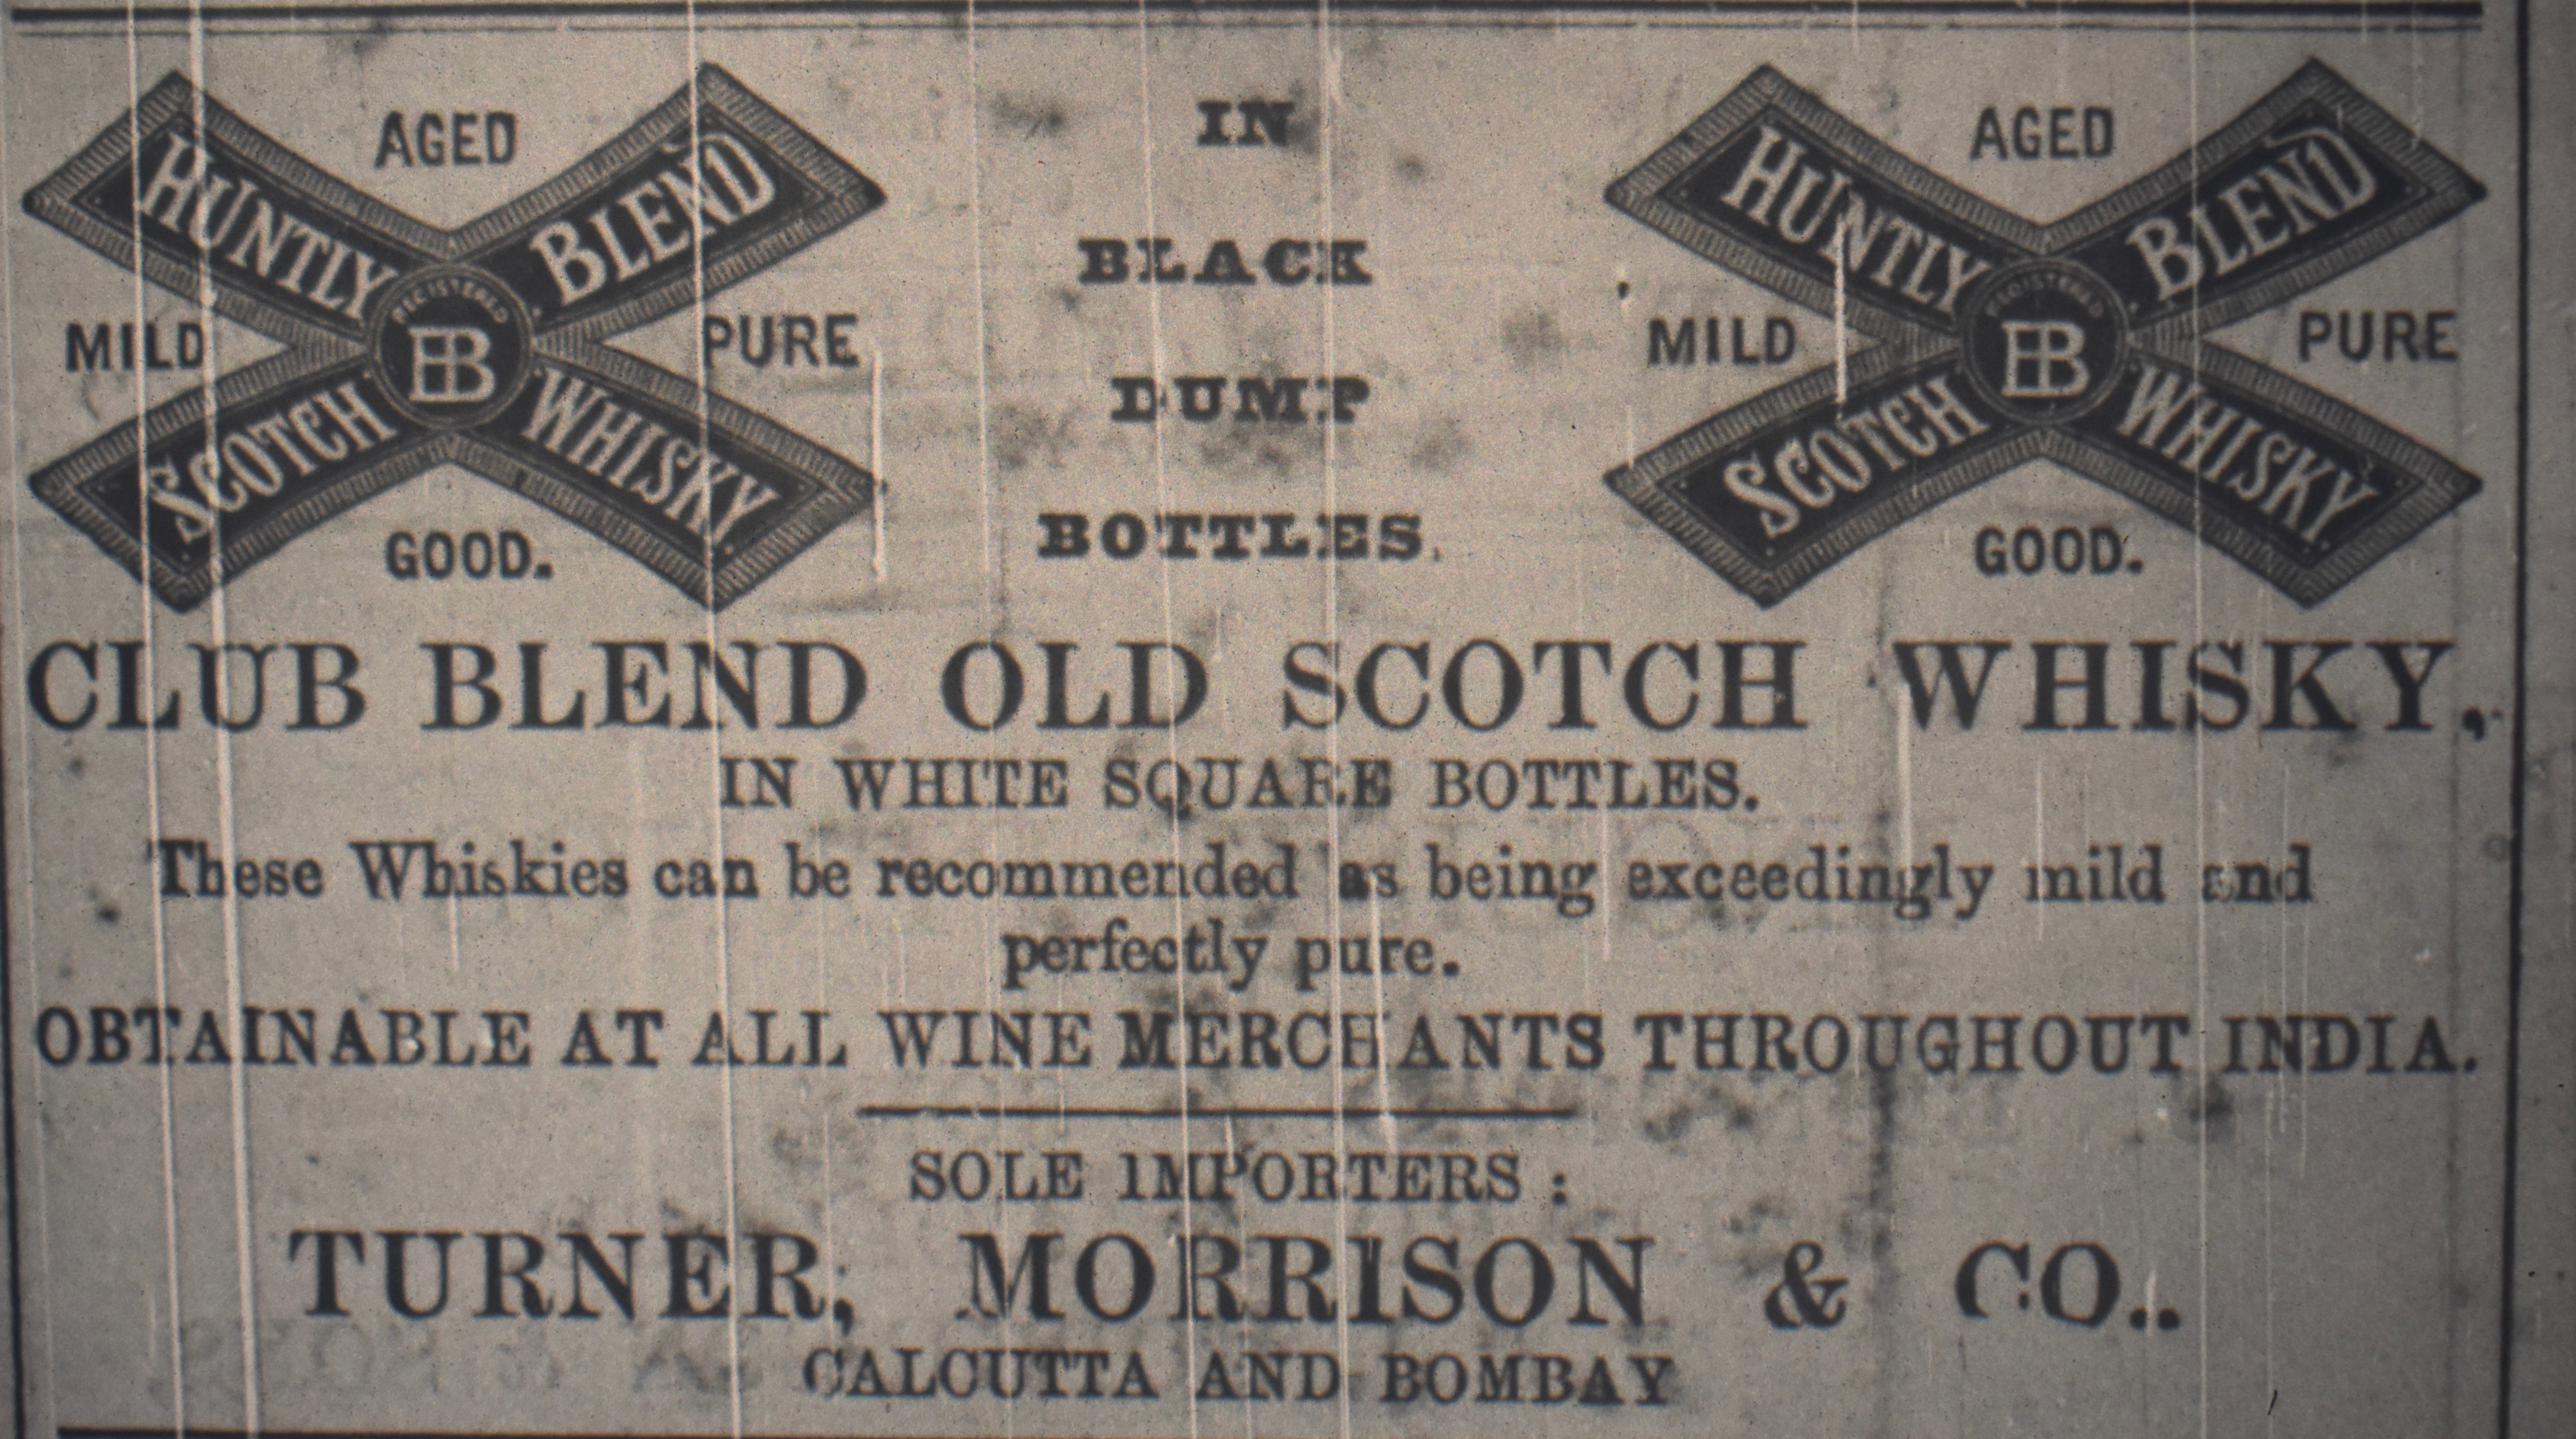 AGED
HUNTLY BLEND
REGISTERED
MILD B PURE
SCOTCH WHISKY
GOOD.
IN
BLACK
DUMP
BOTTLES.
AGED
HUNTLY BLEND
REGISTERED
MILD B PURE
SCOTCH WHISKY
GOOD.
CLUB BLEND OLD SCOTCH WHISKY,
IN WHITE SQUARE BOTTLES.
These Whiskies can be recommended as being exceedingly mild and
perfectly pure.
OBTAINABLE AT ALL WINE MERCHANTS THROUGHOUT INDIA.
SOLE IMPORTERS :
TURNER, MORRISON & CO.,
CALCUTTA AND BOMBAY